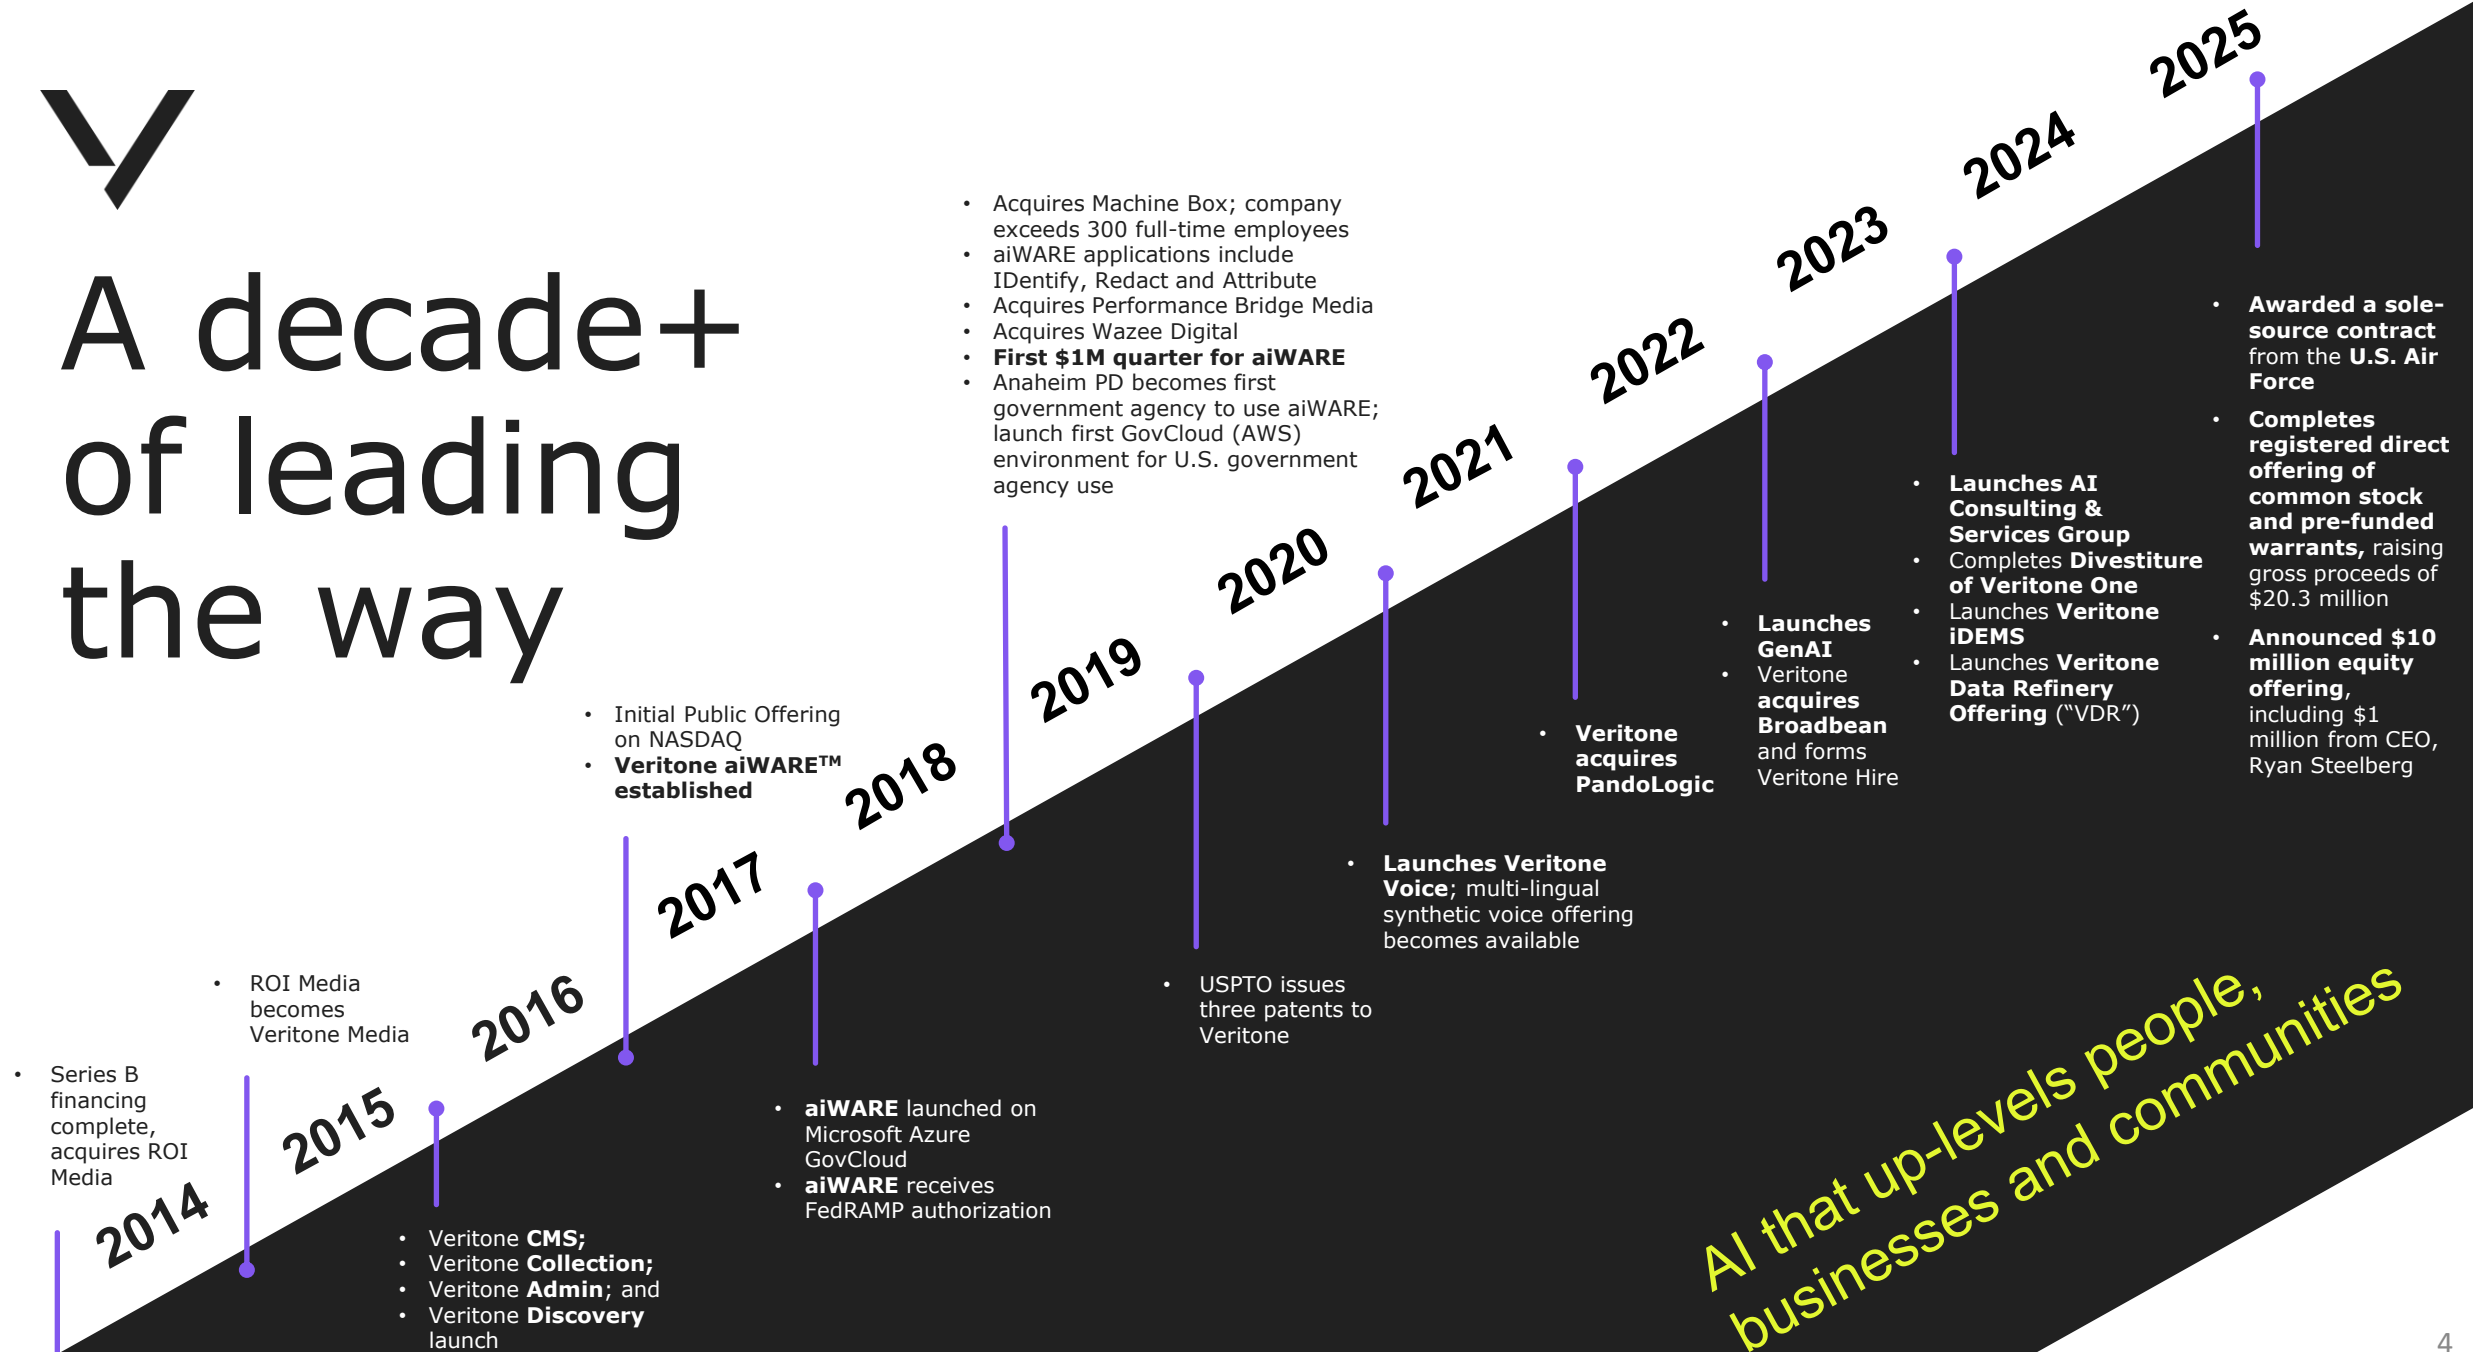 A decade+
of leading
the way
• Series B
financing
complete,
acquires ROI
Media
2014
• ROI Media
becomes
Veritone Media
2015
• Veritone CMS;
• Veritone Collection;
• Veritone Admin; and
• Veritone Discovery
launch
2016
• Initial Public Offering
on NASDAQ
• Veritone aiWARE™
established
2017
• aiWARE launched on
Microsoft Azure
GovCloud
• aiWARE receives
FedRAMP authorization
2018
• Acquires Machine Box; company
exceeds 300 full-time employees
• aiWARE applications include
IDentify, Redact and Attribute
• Acquires Performance Bridge Media
• Acquires Wazee Digital
• First $1M quarter for aiWARE
• Anaheim PD becomes first
government agency to use aiWARE;
launch first GovCloud (AWS)
environment for U.S. government
agency use
2019
• USPTO issues
three patents to
Veritone
2020
• Launches Veritone
Voice; multi-lingual
synthetic voice offering
becomes available
2021
• Veritone
acquires
PandoLogic
2022
• Launches
GenAI
• Veritone
acquires
Broadbean
and forms
Veritone Hire
2023
• Launches AI
Consulting &
Services Group
• Completes Divestiture
of Veritone One
• Launches Veritone
iDEMS
• Launches Veritone
Data Refinery
Offering (“VDR”)
2024
2025
• Awarded a sole-
source contract
from the U.S. Air
Force
• Completes
registered direct
offering of
common stock
and pre-funded
warrants, raising
gross proceeds of
$20.3 million
• Announced $10
million equity
offering,
including $1
million from CEO,
Ryan Steelberg
AI that up-levels people,
businesses and communities
4